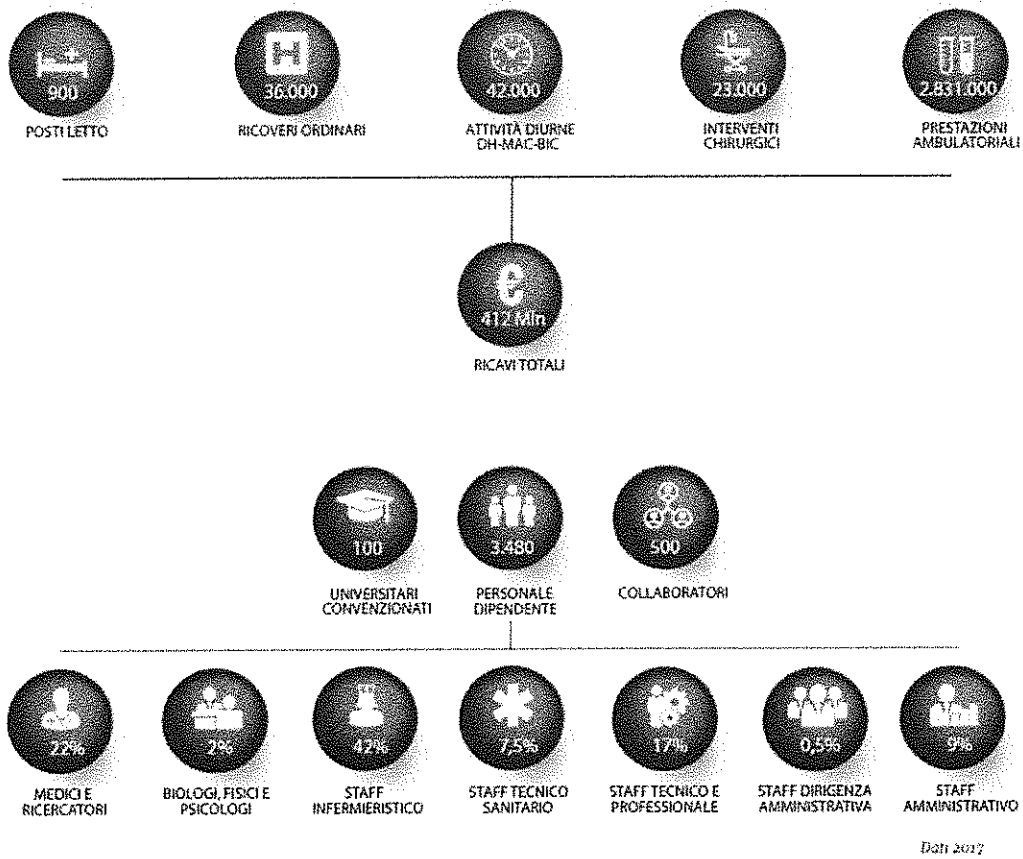 900
POSTI LETTO
36.000
RICOVERI ORDINARI
42.000
ATTIVITÀ DIURNE
DH-MAC-BIC
23.000
INTERVENTI
CHIRURGICI
2.831.000
PRESTAZIONI
AMBULATORIALI
€
412 Mln
RICAVI TOTALI
100
UNIVERSITARI
CONVENZIONATI
3.480
PERSONALE
DIPENDENTE
500
COLLABORATORI
22%
MEDICI E
RICERCATORI
2%
BIOLOGI, FISICI E
PSICOLOGI
42%
STAFF
INFERMIERISTICO
7,5%
STAFF TECNICO
SANITARIO
17%
STAFF TECNICO E
PROFESSIONALE
0,5%
STAFF DIRIGENZA
AMMINISTRATIVA
9%
STAFF
AMMINISTRATIVO
Dati 2017